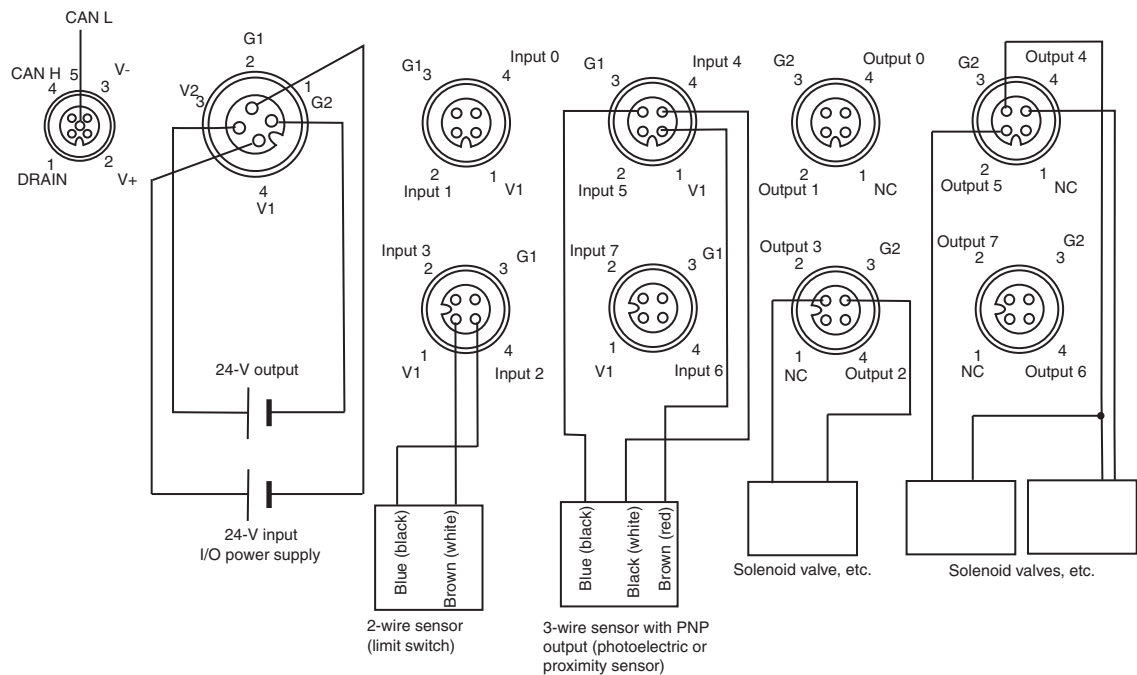 CAN L
CAN H
5
V-
4
3
1
2
DRAIN
V+
G1
2
V2
3
1
G2
4
V1
G1
3
Input 0
4
2
Input 1
1
V1
G1
3
Input 4
4
2
Input 5
1
V1
G2
3
Output 0
4
2
Output 1
1
NC
G2
3
Output 4
4
2
Output 5
1
NC
Input 3
2
G1
3
1
V1
4
Input 2
Input 7
2
G1
3
1
V1
4
Input 6
Output 3
2
G2
3
1
NC
4
Output 2
Output 7
2
G2
3
1
NC
4
Output 6
24-V output
24-V input
I/O power supply
Blue (black)
Brown (white)
2-wire sensor
(limit switch)
Blue (black)
Black (white)
Brown (red)
3-wire sensor with PNP
output (photoelectric or
proximity sensor)
Solenoid valve, etc.
Solenoid valves, etc.